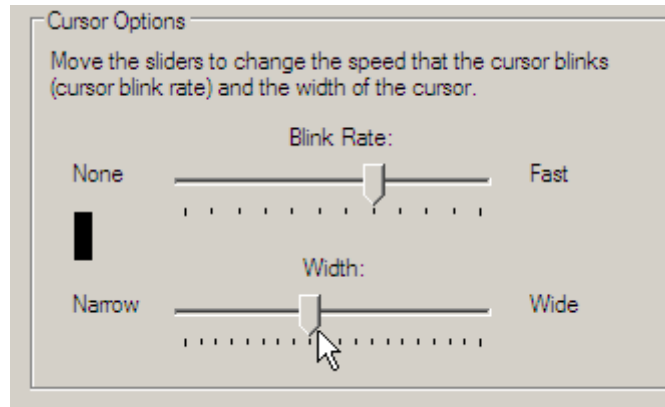 Cursor Options
Move the sliders to change the speed that the cursor blinks
(cursor blink rate) and the width of the cursor.
Blink Rate:
None Fast
Width:
Narrow Wide